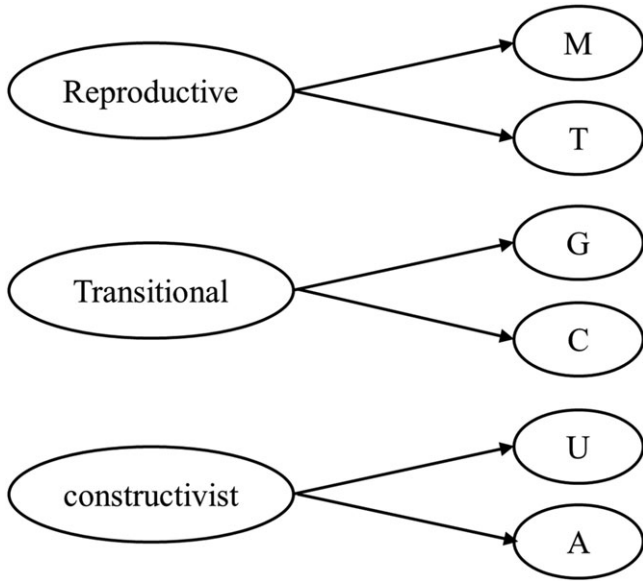 Reproductive
M
T
Transitional
G
C
constructivist
U
A